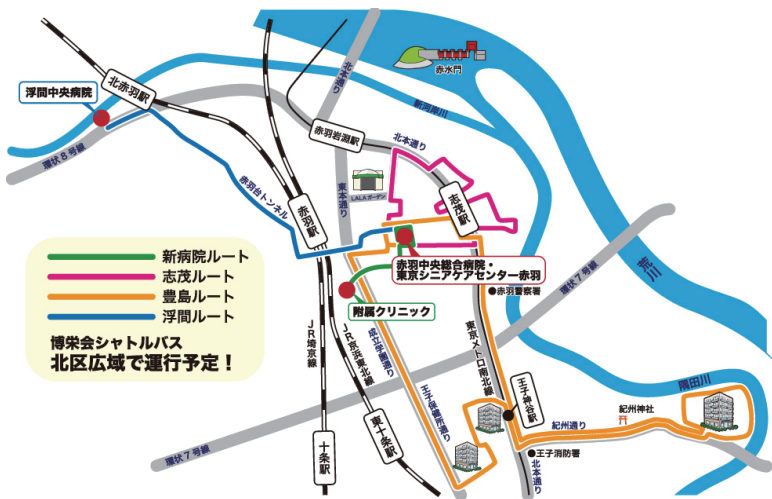 北本通り
赤水門
北赤羽駅
浮間中央病院
新河岸川
赤羽岩淵駅
北本通り
環状8号線
赤羽台トンネル
LALAガーデン
東本通り
志茂駅
赤羽駅
荒川
新病院ルート
志茂ルート
豊島ルート
浮間ルート
博栄会シャトルバス
北区広域で運行予定！
赤羽中央総合病院・
東京シニアケアセンター赤羽
赤羽警察署
附属クリニック
環状7号線
JR埼京線
JR京浜東北線
成立学園通り
東京メトロ南北線
王子保健所通り
王子神谷駅
隅田川
紀州神社
紀州通り
十条駅
東十条駅
王子消防署
北本通り
環状7号線